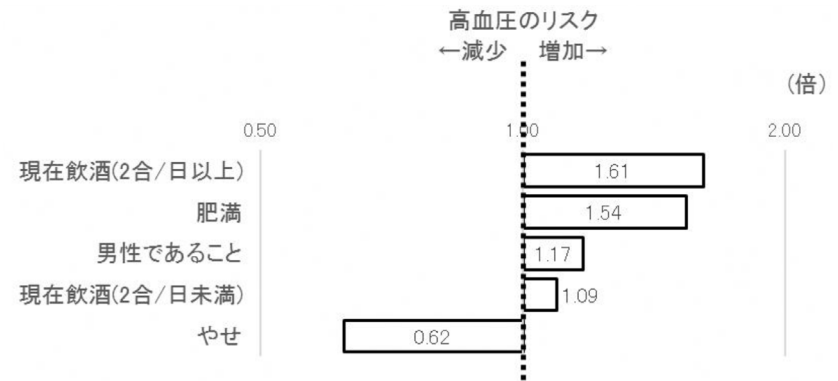 高血圧のリスク
←減少 増加→
(倍)
0.50 1.00 2.00
現在飲酒(2合/日以上) 1.61
肥満 1.54
男性であること 1.17
現在飲酒(2合/日未満) 1.09
やせ 0.62